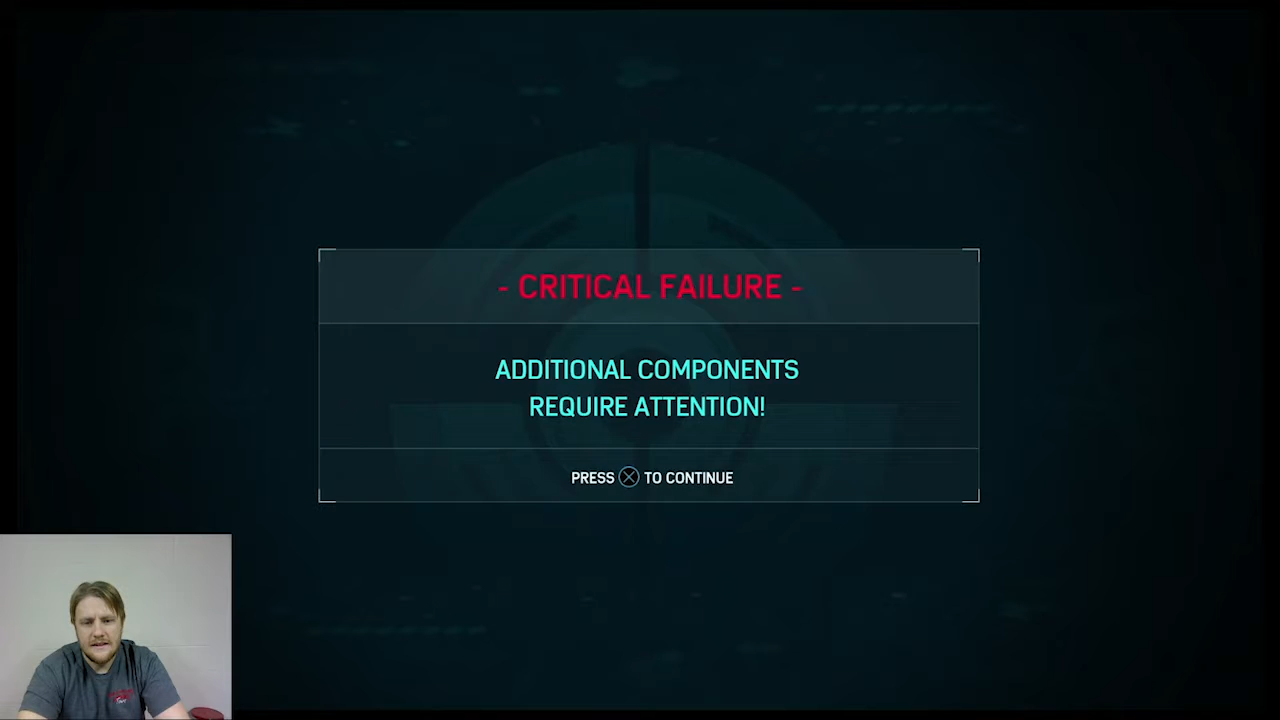 - CRITICAL FAILURE -
ADDITIONAL COMPONENTS
REQUIRE ATTENTION!
PRESS TO CONTINUE